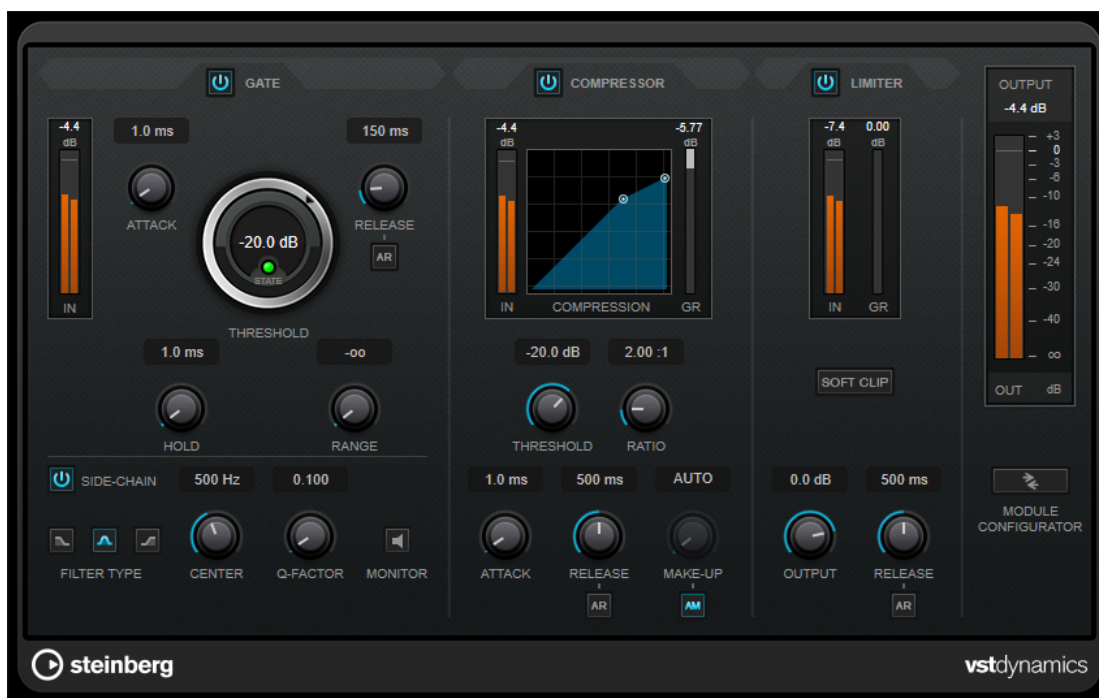 GATE
-4.4
dB
1.0 ms
150 ms
ATTACK
RELEASE
AR
-20.0 dB
STATE
IN
THRESHOLD
1.0 ms
-oo
HOLD
RANGE
SIDE-CHAIN
500 Hz
0.100
FILTER TYPE
CENTER
Q-FACTOR
MONITOR
COMPRESSOR
-4.4
dB
-5.77
dB
IN
COMPRESSION
GR
-20.0 dB
2.00 :1
THRESHOLD
RATIO
1.0 ms
500 ms
AUTO
ATTACK
RELEASE
MAKE-UP
AR
AM
LIMITER
-7.4
dB
0.00
dB
IN
GR
SOFT CLIP
0.0 dB
500 ms
OUTPUT
RELEASE
AR
OUTPUT
-4.4 dB
+3
0
-3
-6
-10
-16
-20
-24
-30
-40
oo
OUT dB
MODULE
CONFIGURATOR
steinberg
vstdynamics